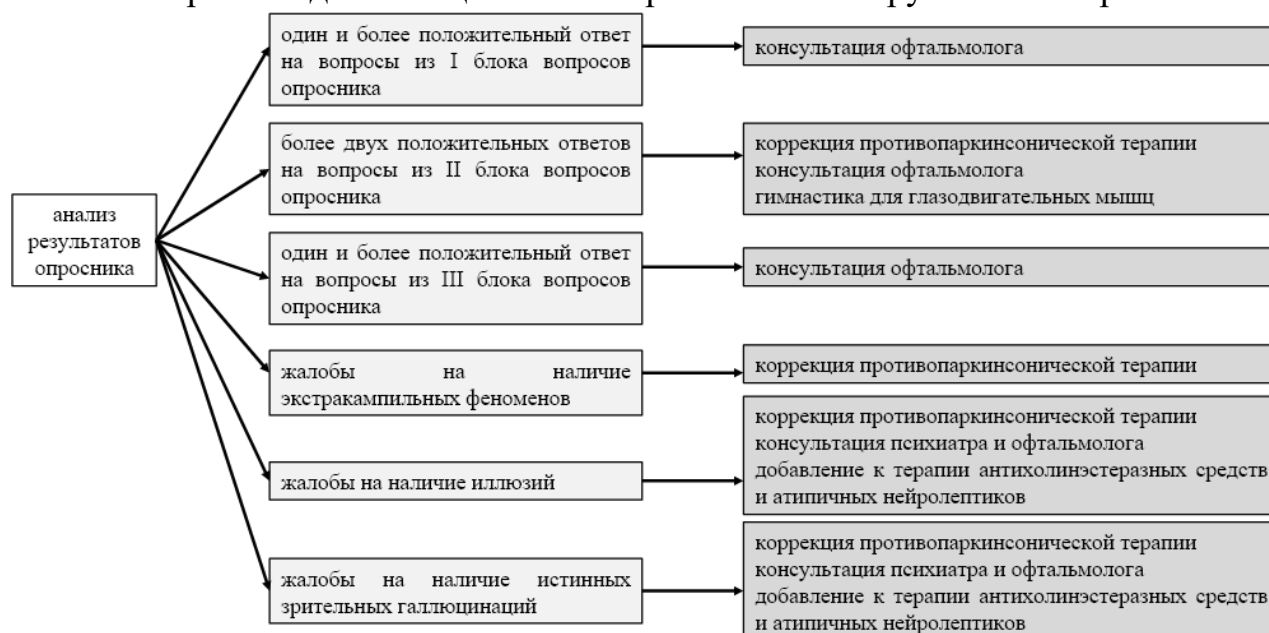 один и более положительный ответ
на вопросы из I блока вопросов
опросника
консультация офтальмолога
более двух положительных ответов
на вопросы из II блока вопросов
опросника
коррекция противопаркинсонической терапии
консультация офтальмолога
гимнастика для глазодвигательных мышц
анализ
результатов
опросника
один и более положительный ответ
на вопросы из III блока вопросов
опросника
консультация офтальмолога
жалобы на наличие
экстракампильных феноменов
коррекция противопаркинсонической терапии
жалобы на наличие иллюзий
коррекция противопаркинсонической терапии
консультация психиатра и офтальмолога
добавление к терапии антихолинэстеразных средств
и атипичных нейролептиков
жалобы на наличие истинных
зрительных галлюцинаций
коррекция противопаркинсонической терапии
консультация психиатра и офтальмолога
добавление к терапии антихолинэстеразных средств
и атипичных нейролептиков